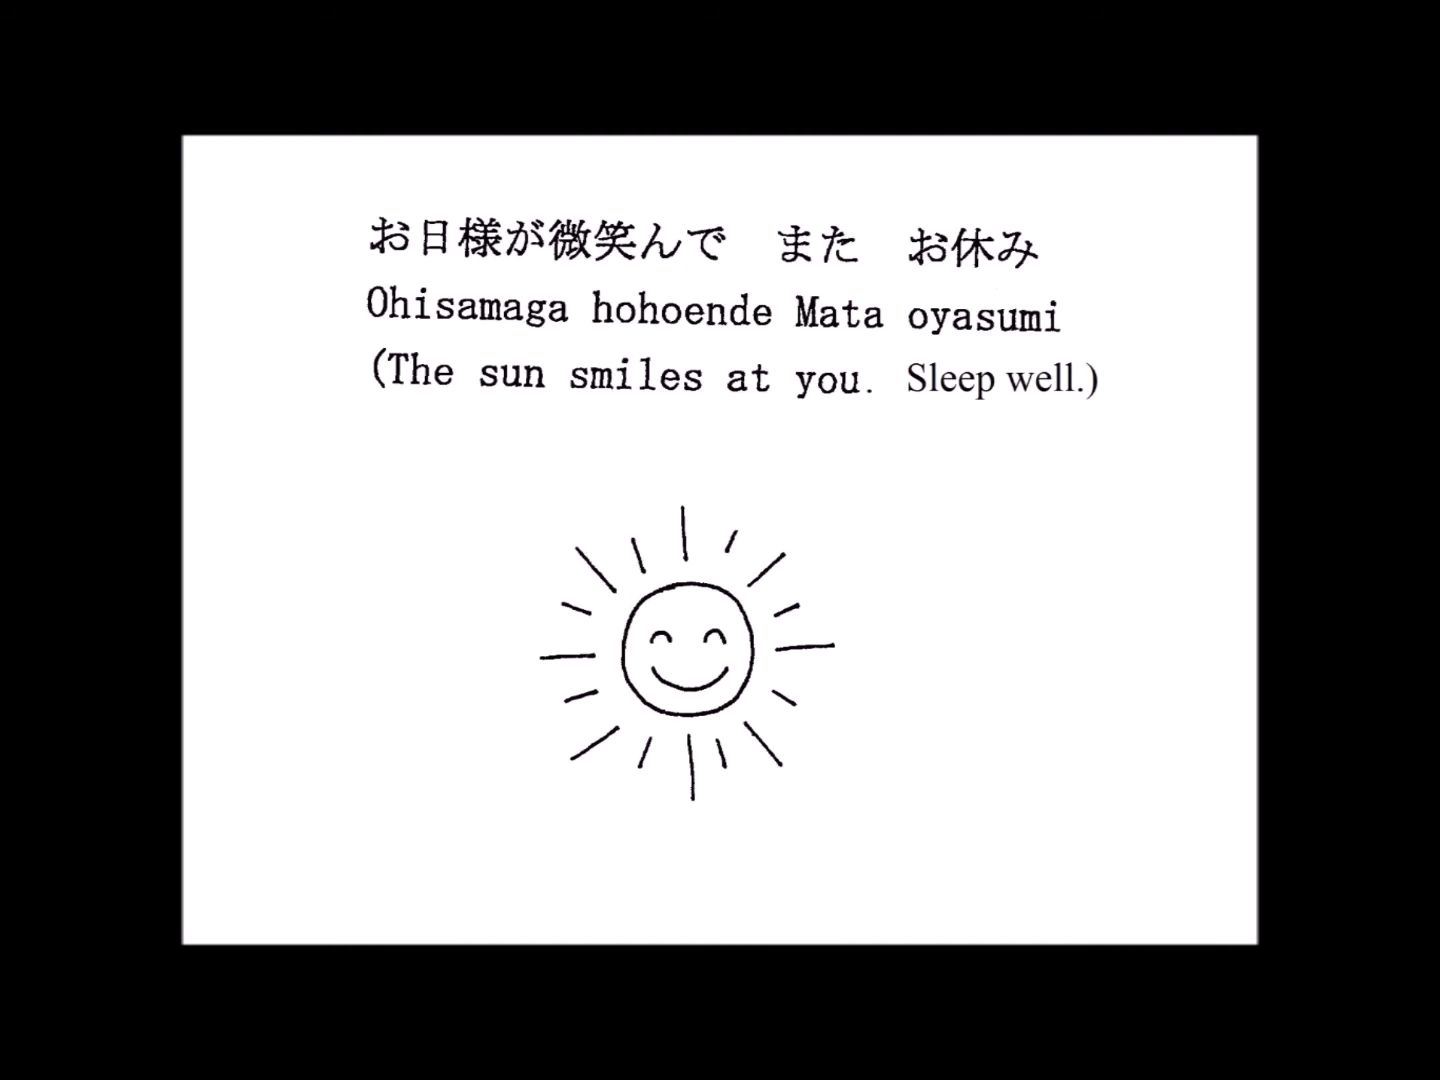 お日様が微笑んで　また　お休み
Ohisamaga hohoende Mata oyasumi
(The sun smiles at you. Sleep well.)